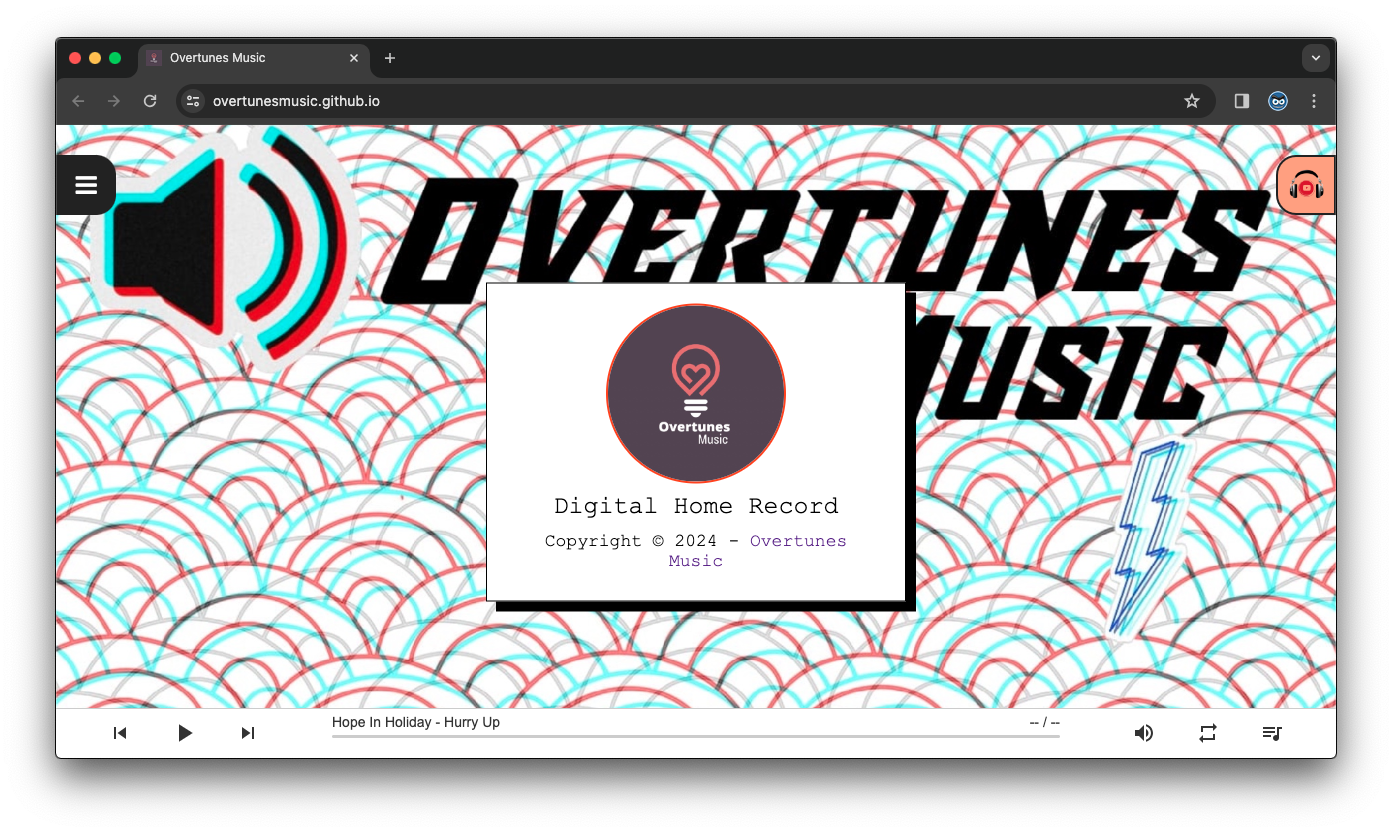 Overtunes Music
overtunesmusic.github.io
OVERTUNES
MUSIC
Overtunes
Music
Digital Home Record
Copyright © 2024 - Overtunes
Music
Hope In Holiday - Hurry Up
-- / --